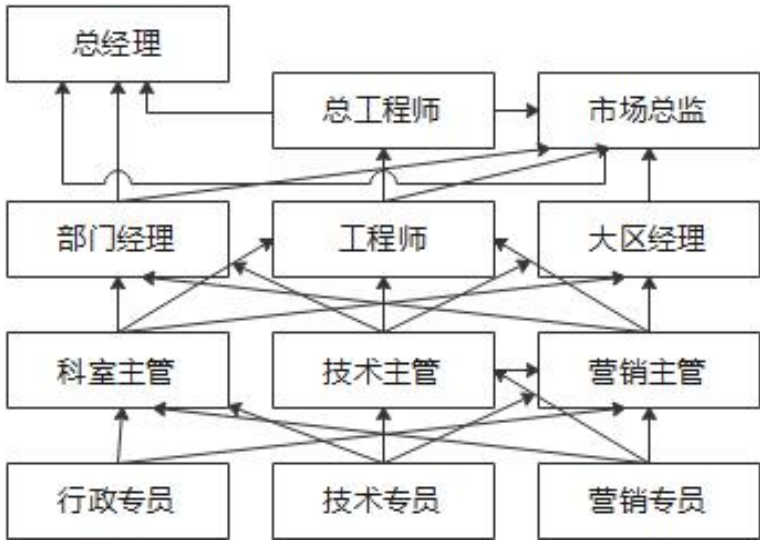 总经理
总工程师
市场总监
部门经理
工程师
大区经理
科室主管
技术主管
营销主管
行政专员
技术专员
营销专员